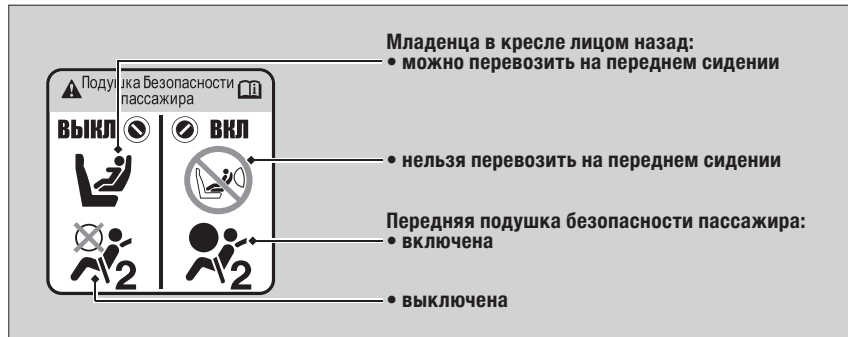 Младенца в кресле лицом назад:
• можно перевозить на переднем сидении
Подушка Безопасности
пассажира
ВЫКЛ
ВКЛ
• нельзя перевозить на переднем сидении
Передняя подушка безопасности пассажира:
• включена
2
2
• выключена